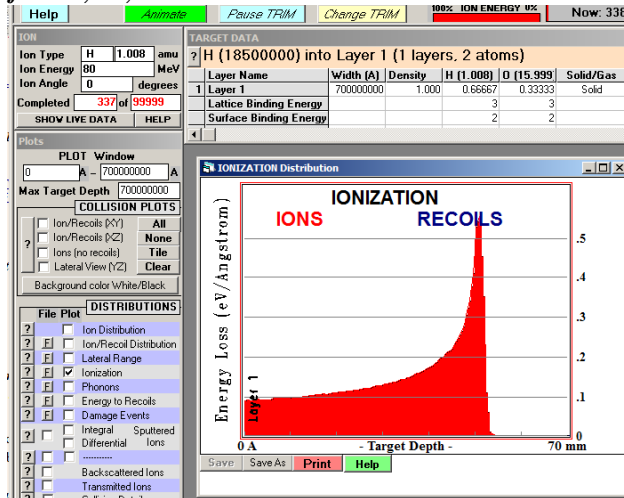 Help Animate Pause TRIM Change TRIM 100% ION ENERGY 0% Now: 338
ION
Ion Type H 1.008 amu
Ion Energy 80 MeV
Ion Angle 0 degrees
Completed 337 of 99999
SHOW LIVE DATA HELP
TARGET DATA
? H (18500000) into Layer 1 (1 layers, 2 atoms)
Layer Name Width (A) Density H (1.008) O (15.999) Solid/Gas
1 Layer 1 700000000 1.000 0.66667 0.33333 Solid
Lattice Binding Energy 3 3
Surface Binding Energy 2 2
Plots
PLOT Window
0 A - 700000000 A
Max Target Depth 700000000
COLLISION PLOTS
Ion/Recoils (XY) All
Ion/Recoils (XZ) None
? Ions (no recoils) Tile
Lateral View (YZ) Clear
Background color White/Black
File Plot DISTRIBUTIONS
? Ion Distribution
? F Ion/Recoil Distribution
? F Lateral Range
? F Ionization
? F Phonons
? F Energy to Recoils
? F Damage Events
? Integral Sputtered
Differential Ions
? -----------
? Backscattered Ions
? Transmitted Ions
?
IONIZATION Distribution
IONIZATION
IONS RECOILS
Energy Loss (eV/Angstrom)
Layer 1
.5
.4
.3
.2
.1
0
0 A - Target Depth - 70 mm
Save Save As Print Help